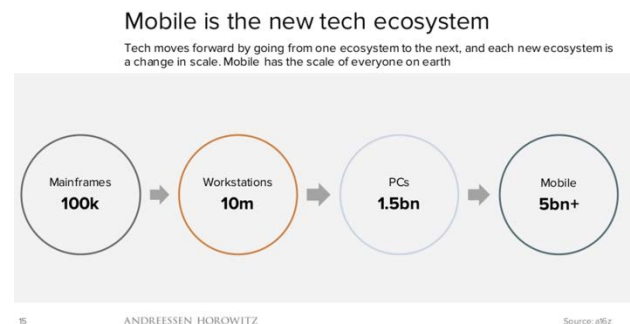 Mobile is the new tech ecosystem
Tech moves forward by going from one ecosystem to the next, and each new ecosystem is
a change in scale. Mobile has the scale of everyone on earth
Mainframes
100k
Workstations
10m
PCs
1.5bn
Mobile
5bn+
15
ANDREESSEN HOROWITZ
Source: a16z